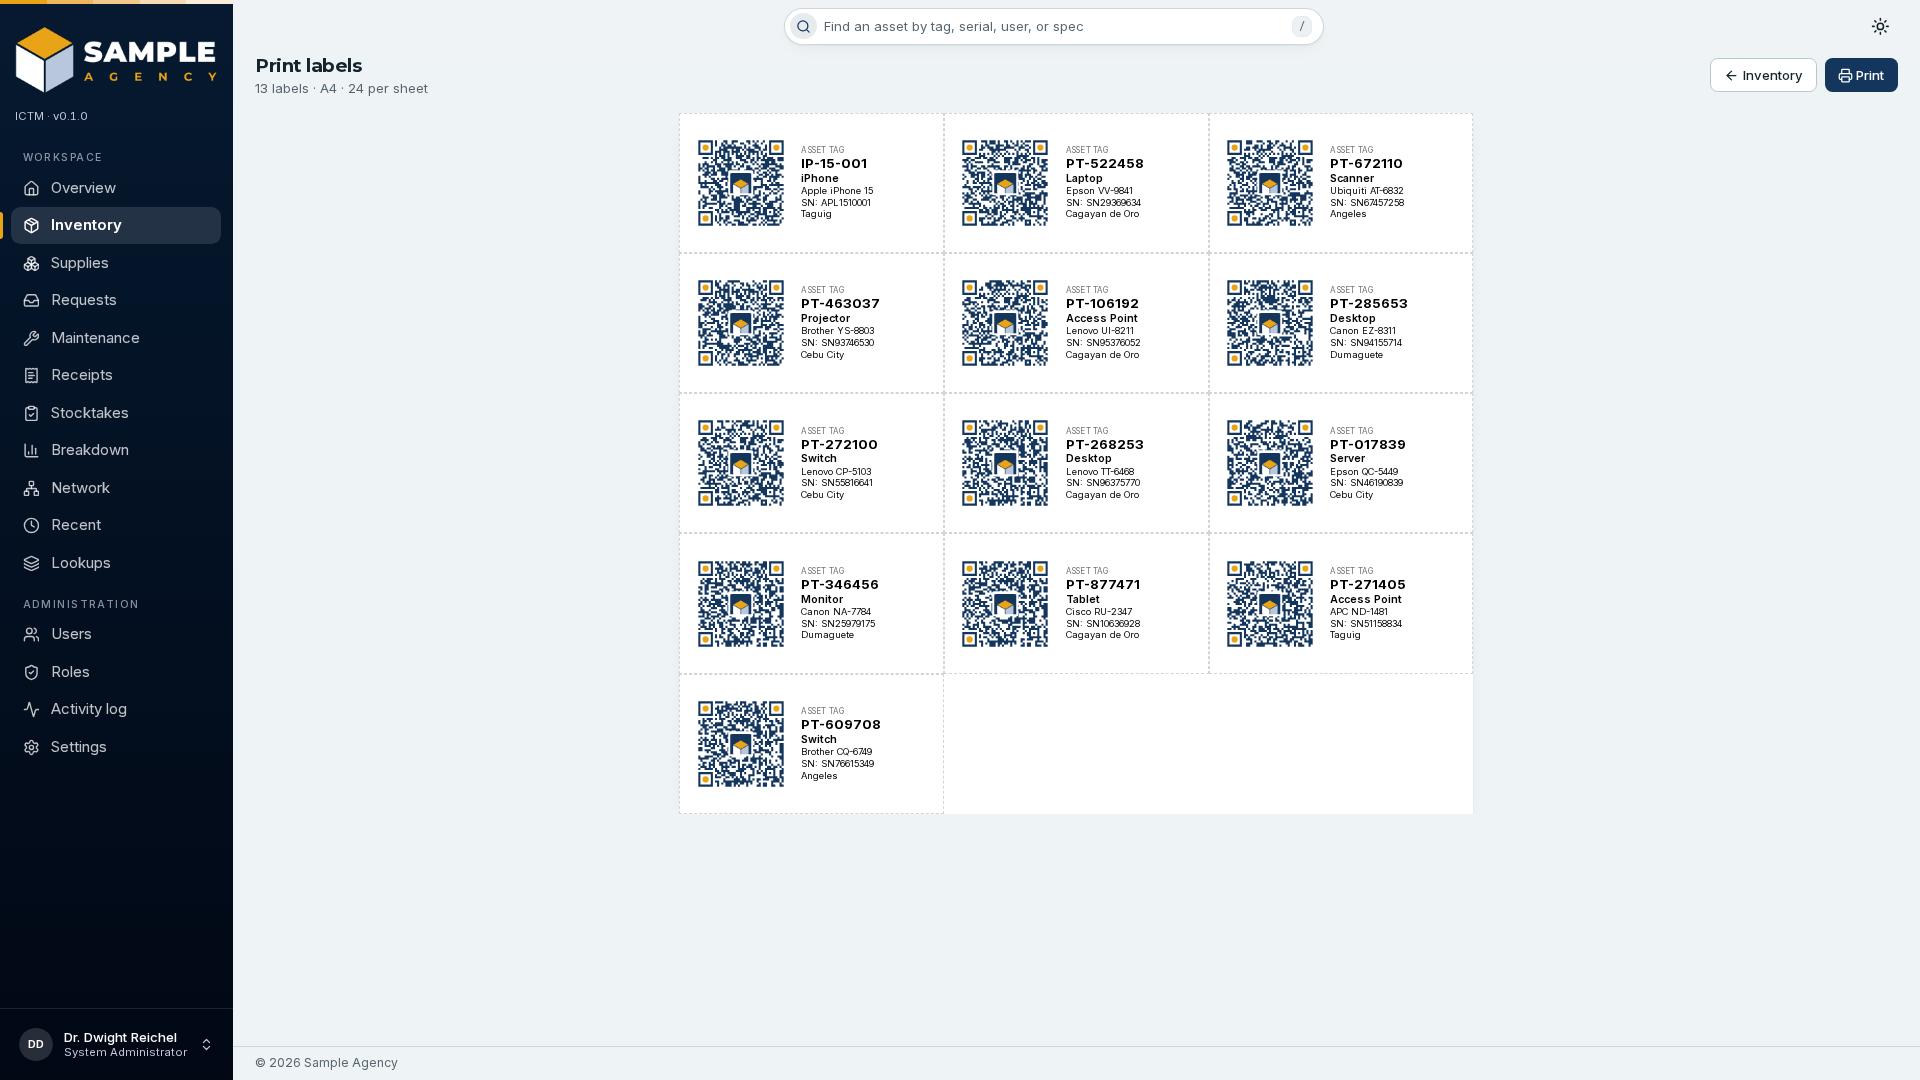 SAMPLE
AGENCY
ICTM · v0.1.0
WORKSPACE
Overview
Inventory
Supplies
Requests
Maintenance
Receipts
Stocktakes
Breakdown
Network
Recent
Lookups
ADMINISTRATION
Users
Roles
Activity log
Settings
DD
Dr. Dwight Reichel
System Administrator
Find an asset by tag, serial, user, or spec
/
Print labels
13 labels · A4 · 24 per sheet
Inventory
Print
ASSET TAG
IP-15-001
iPhone
Apple iPhone 15
SN: APL1510001
Taguig
ASSET TAG
PT-522458
Laptop
Epson VV-9841
SN: SN29369634
Cagayan de Oro
ASSET TAG
PT-672110
Scanner
Ubiquiti AT-6832
SN: SN67457258
Angeles
ASSET TAG
PT-463037
Projector
Brother YS-8803
SN: SN93746530
Cebu City
ASSET TAG
PT-106192
Access Point
Lenovo UI-8211
SN: SN95376052
Cagayan de Oro
ASSET TAG
PT-285653
Desktop
Canon EZ-8311
SN: SN94155714
Dumaguete
ASSET TAG
PT-272100
Switch
Lenovo CP-5103
SN: SN55816641
Cebu City
ASSET TAG
PT-268253
Desktop
Lenovo TT-6468
SN: SN96375770
Cagayan de Oro
ASSET TAG
PT-017839
Server
Epson QC-5449
SN: SN46190839
Cebu City
ASSET TAG
PT-346456
Monitor
Canon NA-7784
SN: SN25979175
Dumaguete
ASSET TAG
PT-877471
Tablet
Cisco RU-2347
SN: SN10636928
Cagayan de Oro
ASSET TAG
PT-271405
Access Point
APC ND-1481
SN: SN51158834
Taguig
ASSET TAG
PT-609708
Switch
Brother CQ-6749
SN: SN76615349
Angeles
© 2026 Sample Agency